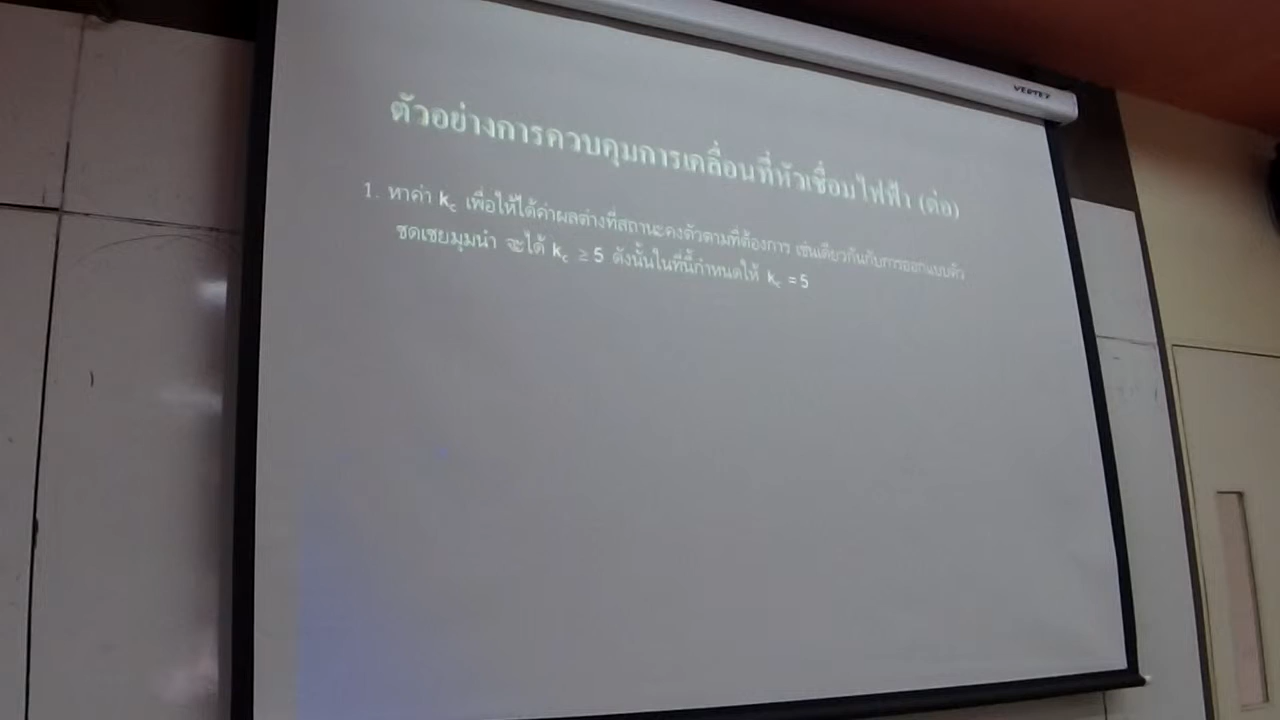 VERTEX
ตัวอย่างการควบคุมการเคลื่อนที่หัวเชื่อมไฟฟ้า (ต่อ)
1. หาค่า kc เพื่อให้ได้ค่าผลต่างที่สถานะคงตัวตามที่ต้องการ เช่นเดียวกันกับการออกแบบตัว
ชดเชยมุมนำ จะได้ kc ≥ 5 ดังนั้นในที่นี้กำหนดให้ kc = 5